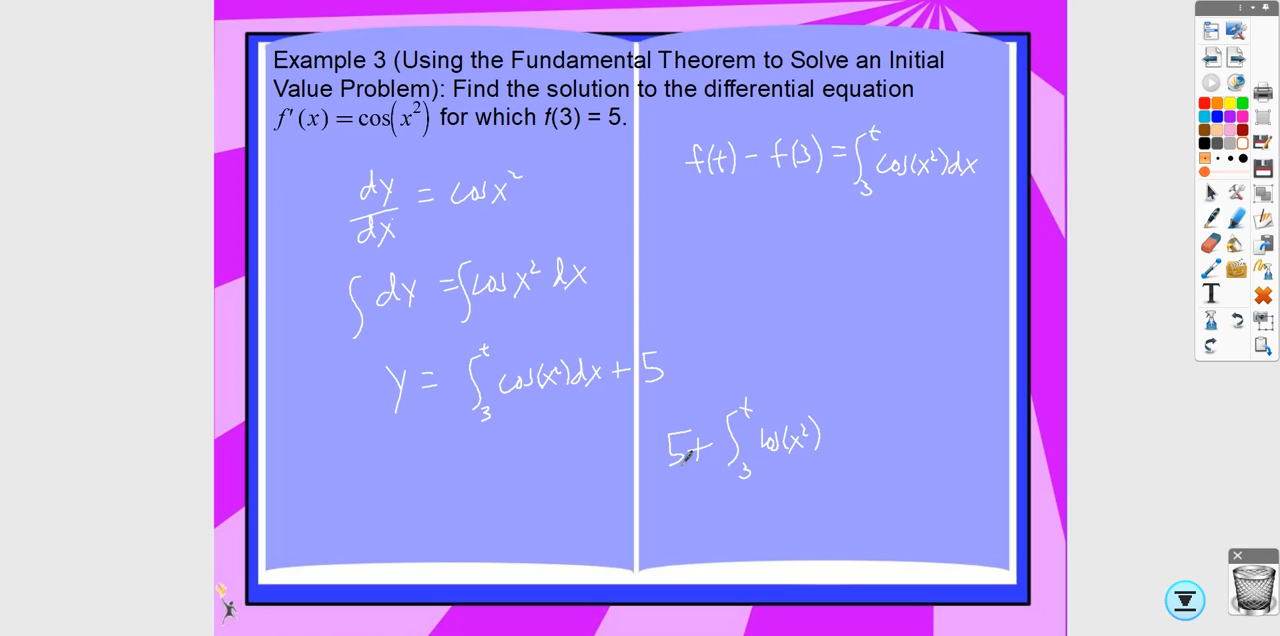 Example 3 (Using the Fundamental Theorem to Solve an Initial
Value Problem): Find the solution to the differential equation
f'(x) = cos(x²) for which f(3) = 5.
dy/dx = cos x²
∫ dy = ∫ cos x² dx
y = ∫₃ᵗ cos(x²)dx + 5
f(t) - f(3) = ∫₃ᵗ cos(x²)dx
5+ ∫₃ᵗ cos(x²)
T